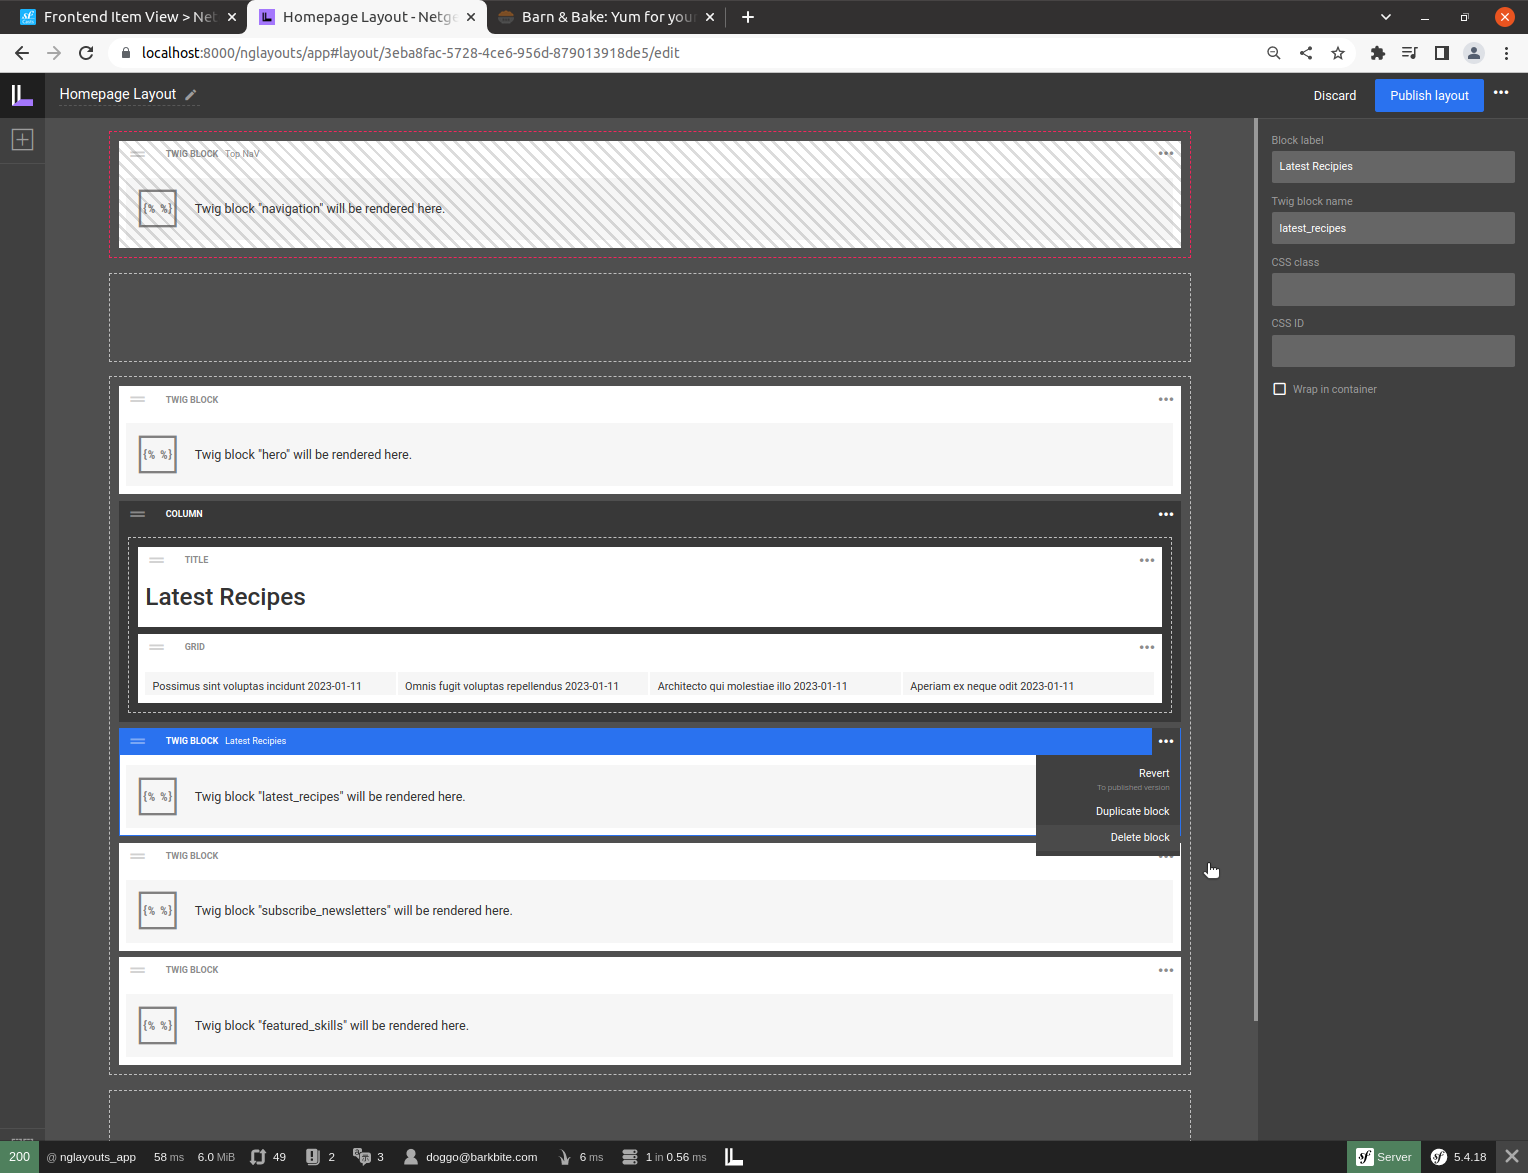 Frontend Item View > Net
Homepage Layout - Netge
Barn & Bake: Yum for your
localhost:8000/nglayouts/app#layout/3eba8fac-5728-4ce6-956d-879013918de5/edit
Homepage Layout
Discard
Publish layout
Block label
Latest Recipies
Twig block name
latest_recipes
CSS class
CSS ID
Wrap in container
TWIG BLOCK Top NaV
{% %}
Twig block "navigation" will be rendered here.
TWIG BLOCK
{% %}
Twig block "hero" will be rendered here.
COLUMN
TITLE
Latest Recipes
GRID
Possimus sint voluptas incidunt 2023-01-11
Omnis fugit voluptas repellendus 2023-01-11
Architecto qui molestiae illo 2023-01-11
Aperiam ex neque odit 2023-01-11
TWIG BLOCK Latest Recipies
{% %}
Twig block "latest_recipes" will be rendered here.
Revert
To published version
Duplicate block
Delete block
TWIG BLOCK
{% %}
Twig block "subscribe_newsletters" will be rendered here.
TWIG BLOCK
{% %}
Twig block "featured_skills" will be rendered here.
200 @ nglayouts_app 58 ms 6.0 MiB 49 2 3 doggo@barkbite.com 6 ms 1 in 0.56 ms sf Server sf 5.4.18